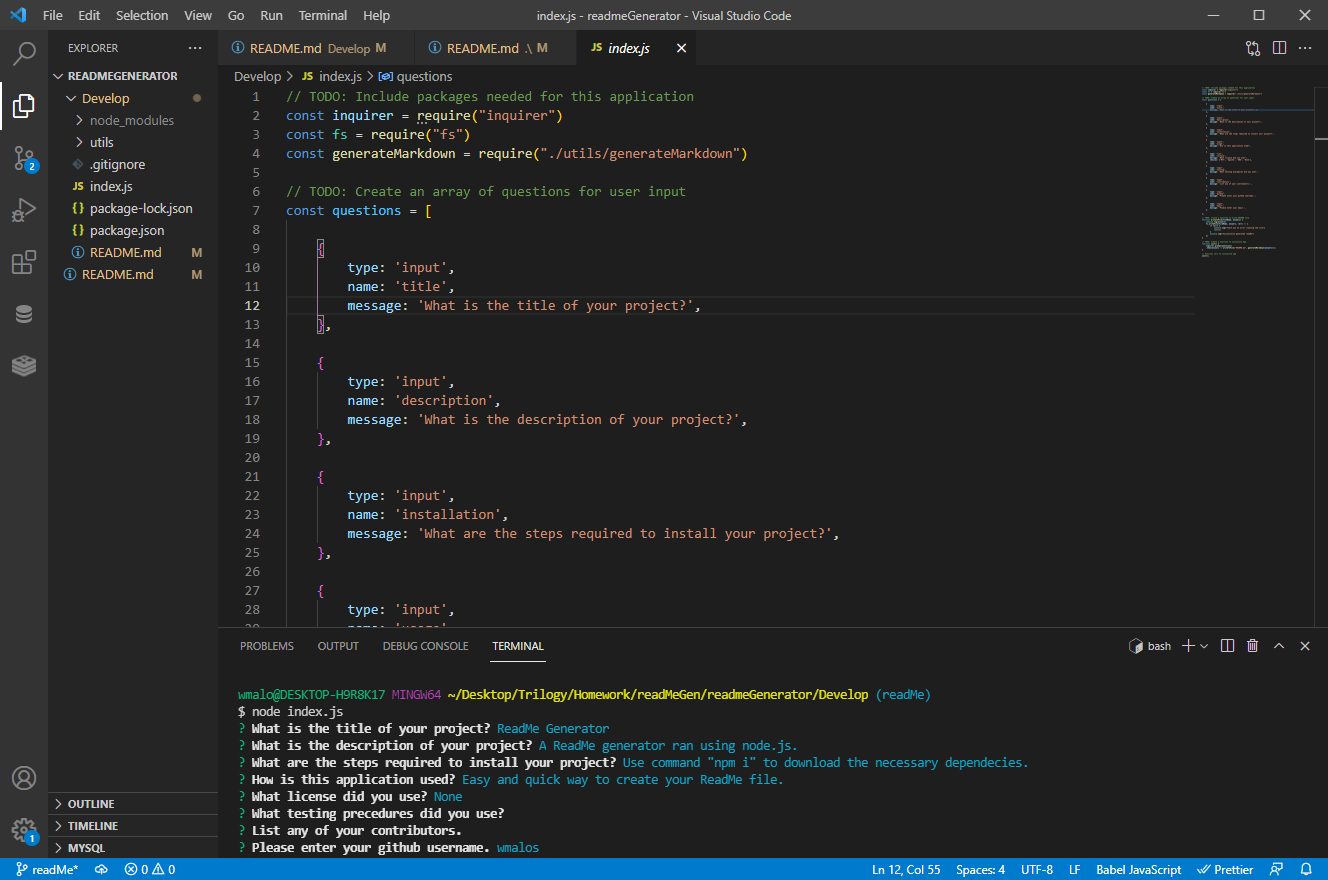 File Edit Selection View Go Run Terminal Help
index.js - readmeGenerator - Visual Studio Code
EXPLORER
READMEGENERATOR
Develop
node_modules
utils
.gitignore
JS index.js
{} package-lock.json
{} package.json
README.md M
README.md M
OUTLINE
TIMELINE
MYSQL
2
1
README.md Develop M
README.md .\ M
JS index.js
Develop > JS index.js > questions
1 // TODO: Include packages needed for this application
2 const inquirer = require("inquirer")
3 const fs = require("fs")
4 const generateMarkdown = require("./utils/generateMarkdown")
5
6 // TODO: Create an array of questions for user input
7 const questions = [
8
9 {
10 type: 'input',
11 name: 'title',
12 message: 'What is the title of your project?',
13 },
14
15 {
16 type: 'input',
17 name: 'description',
18 message: 'What is the description of your project?',
19 },
20
21 {
22 type: 'input',
23 name: 'installation',
24 message: 'What are the steps required to install your project?',
25 },
26
27 {
28 type: 'input',
PROBLEMS OUTPUT DEBUG CONSOLE TERMINAL
bash
wmalo@DESKTOP-H9R8K17 MINGW64 ~/Desktop/Trilogy/Homework/readMeGen/readmeGenerator/Develop (readMe)
$ node index.js
? What is the title of your project? ReadMe Generator
? What is the description of your project? A ReadMe generator ran using node.js.
? What are the steps required to install your project? Use command "npm i" to download the necessary dependecies.
? How is this application used? Easy and quick way to create your ReadMe file.
? What license did you use? None
? What testing precedures did you use?
? List any of your contributors.
? Please enter your github username. wmalos
readMe* 0 0
Ln 12, Col 55 Spaces: 4 UTF-8 LF Babel JavaScript Prettier